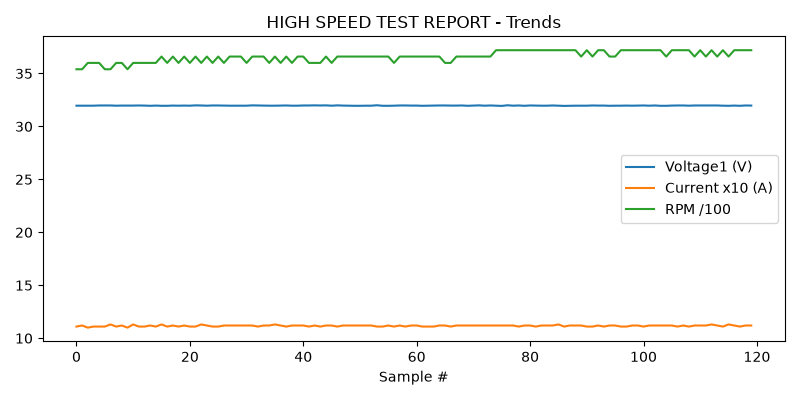 HIGH SPEED TEST REPORT - Trends
35
30
25
20
15
10
Voltage1 (V)
Current x10 (A)
RPM /100
0 20 40 60 80 100 120
Sample #